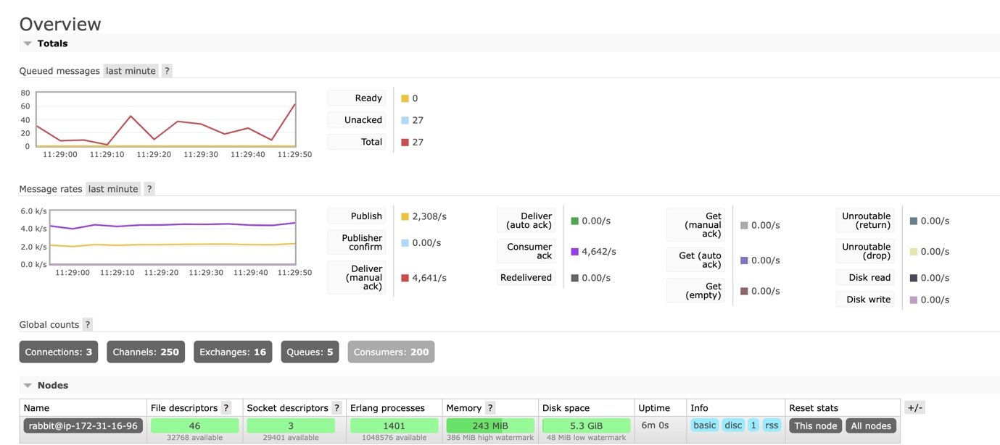 Overview
Totals
Queued messages last minute ?
80
60
40
20
0
11:29:00 11:29:10 11:29:20 11:29:30 11:29:40 11:29:50
Ready 0
Unacked 27
Total 27
Message rates last minute ?
6.0 k/s
4.0 k/s
2.0 k/s
0.0 k/s
11:29:00 11:29:10 11:29:20 11:29:30 11:29:40 11:29:50
Publish 2,308/s
Publisher
confirm 0.00/s
Deliver
(manual
ack) 4,641/s
Deliver
(auto ack) 0.00/s
Consumer
ack 4,642/s
Redelivered 0.00/s
Get
(manual
ack) 0.00/s
Get (auto
ack) 0.00/s
Get
(empty) 0.00/s
Unroutable
(return) 0.00/s
Unroutable
(drop) 0.00/s
Disk read 0.00/s
Disk write 0.00/s
Global counts ?
Connections: 3 Channels: 250 Exchanges: 16 Queues: 5 Consumers: 200
Nodes
Name File descriptors ? Socket descriptors ? Erlang processes Memory ? Disk space Uptime Info Reset stats +/-
rabbit@ip-172-31-16-96 46 3 1401 243 MiB 5.3 GiB 6m 0s basic disc 1 rss This node All nodes
32768 available 29401 available 1048576 available 386 MiB high watermark 48 MiB low watermark